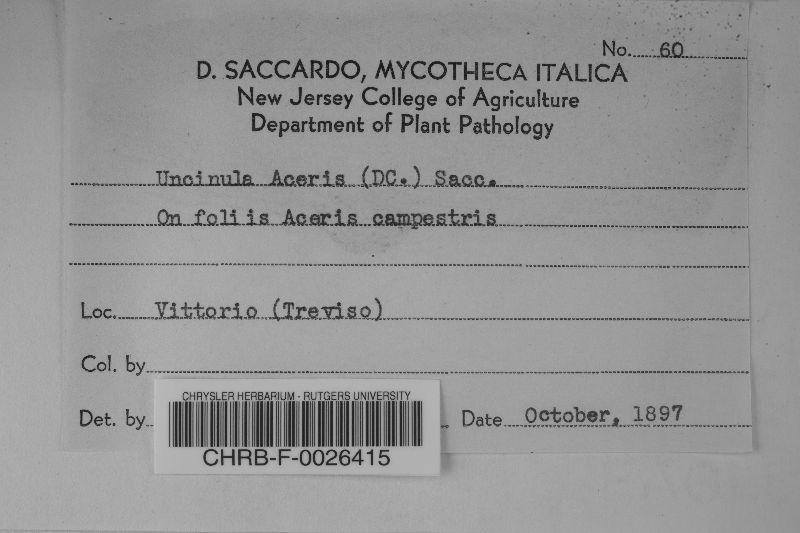 No. 60
D. SACCARDO, MYCOTHECA ITALICA
New Jersey College of Agriculture
Department of Plant Pathology
Uncinula Aceris (DC.) Sacc.
On foliis Aceris campestris
Loc. Vittorio (Treviso)
Col. by
Det. by
Date October, 1897
CHRYSLER HERBARIUM - RUTGERS UNIVERSITY
CHRB-F-0026415